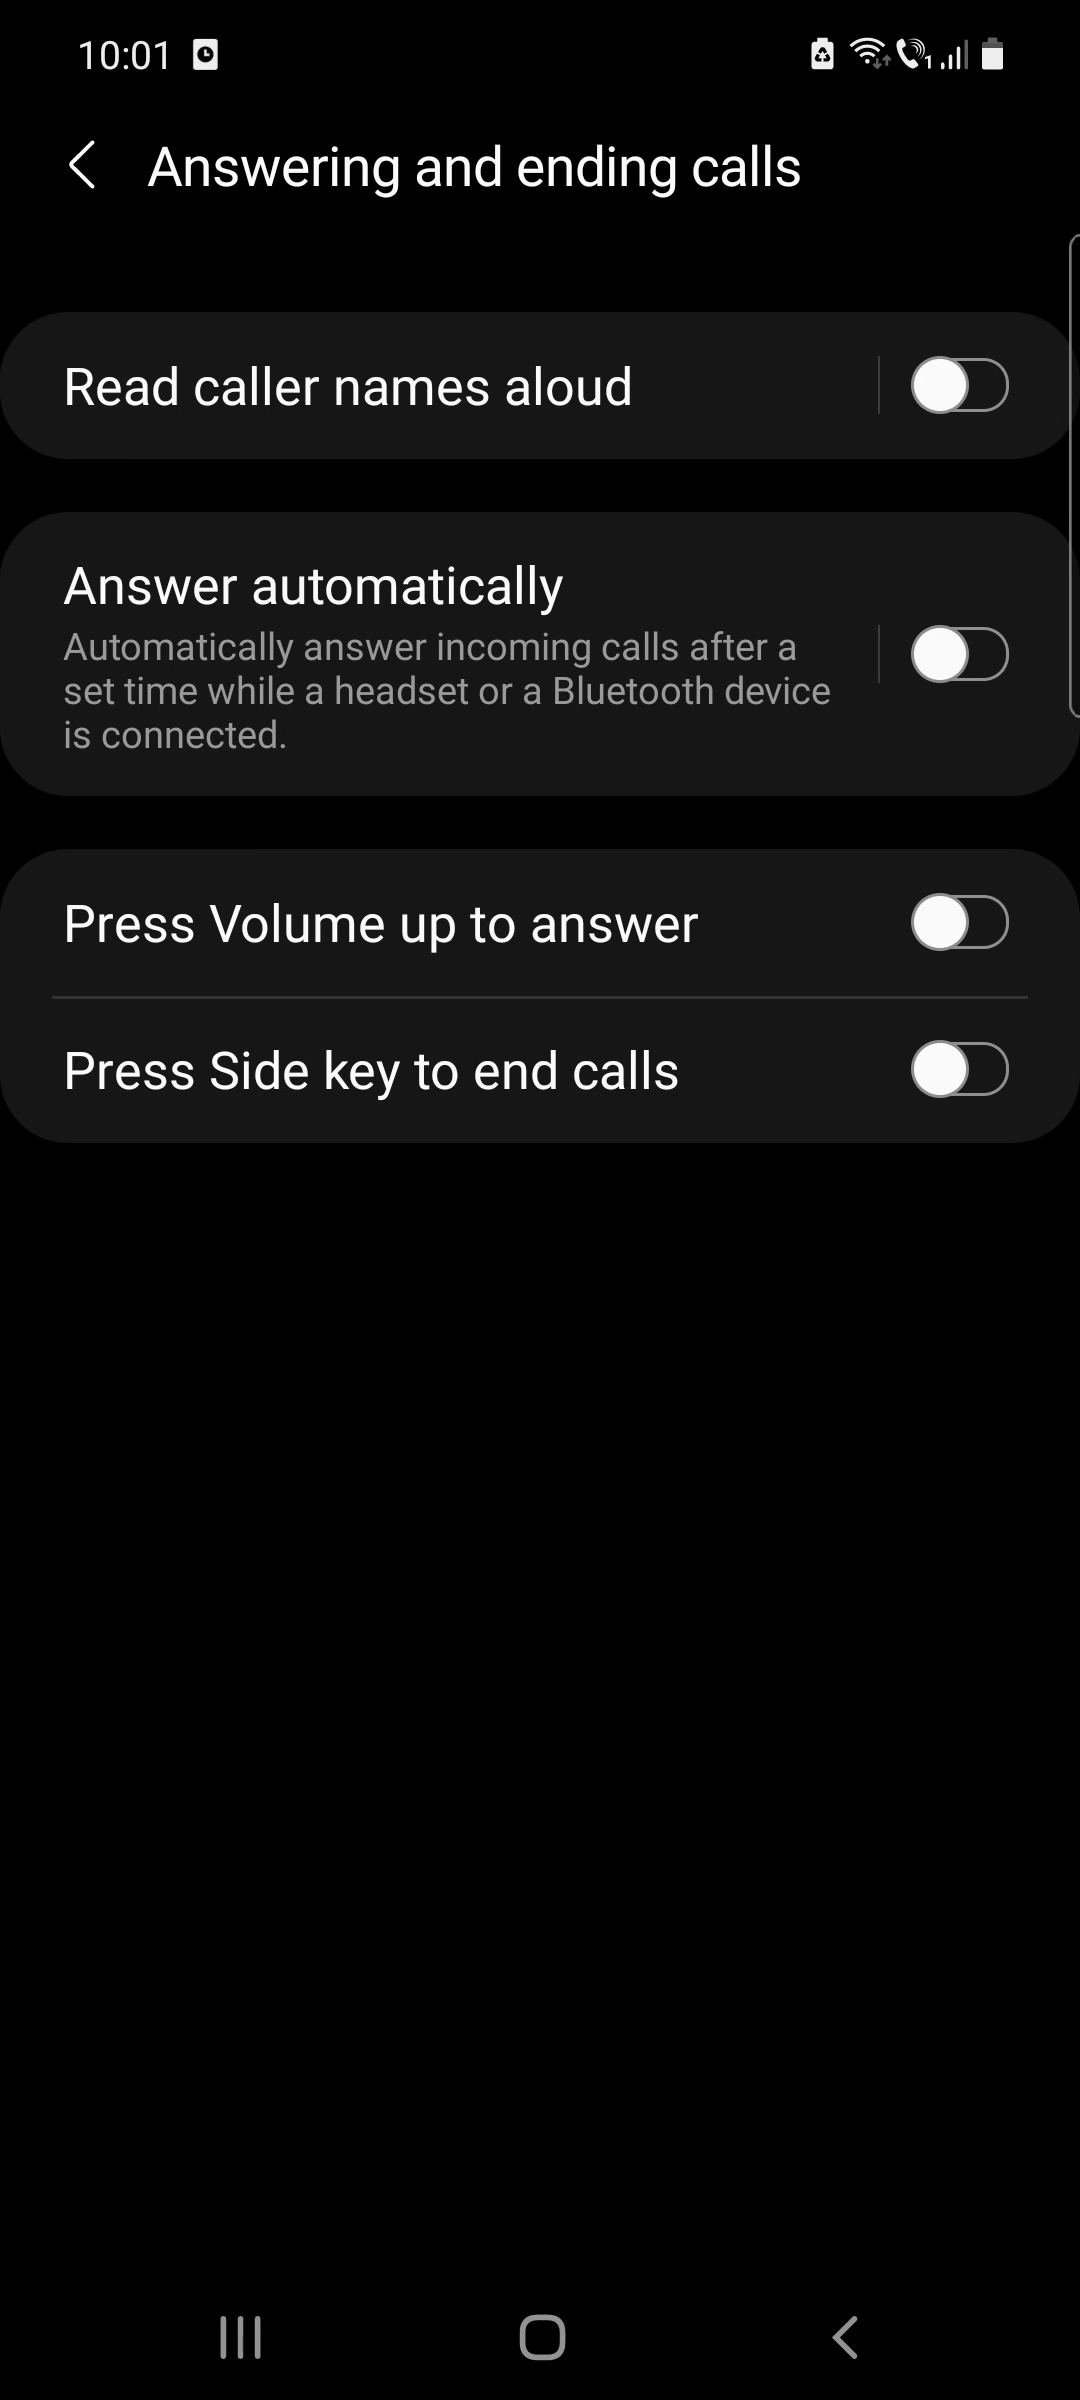 10:01
Answering and ending calls
Read caller names aloud
Answer automatically
Automatically answer incoming calls after a
set time while a headset or a Bluetooth device
is connected.
Press Volume up to answer
Press Side key to end calls